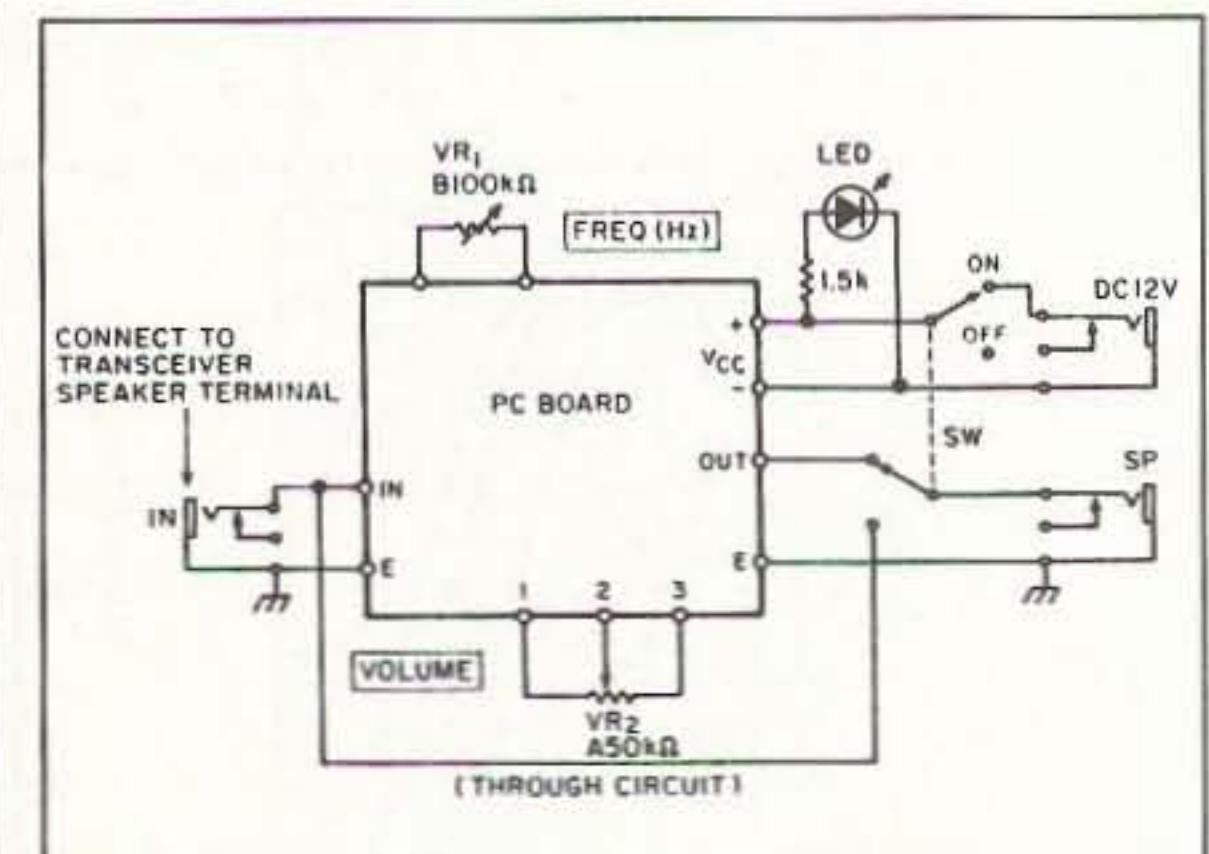 VR1
B100kΩ
FREQ (Hz)
LED
1.5k
ON
OFF
DC12V
CONNECT TO
TRANSCEIVER
SPEAKER TERMINAL
+
VCC
-
PC BOARD
SW
OUT
SP
IN
IN
E
E
1 2 3
VOLUME
VR2
A50kΩ
(THROUGH CIRCUIT)